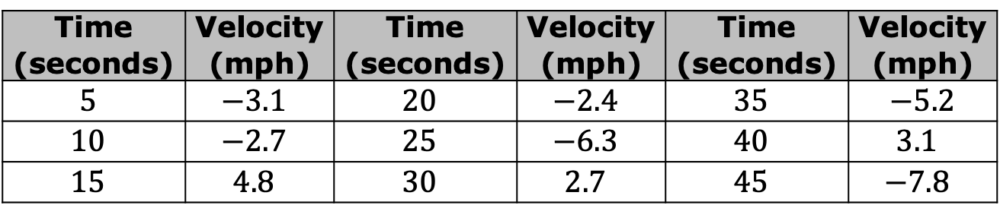 Time Velocity Time Velocity Time Velocity
(seconds) (mph) (seconds) (mph) (seconds) (mph)
5 −3.1 20 −2.4 35 −5.2
10 −2.7 25 −6.3 40 3.1
15 4.8 30 2.7 45 −7.8